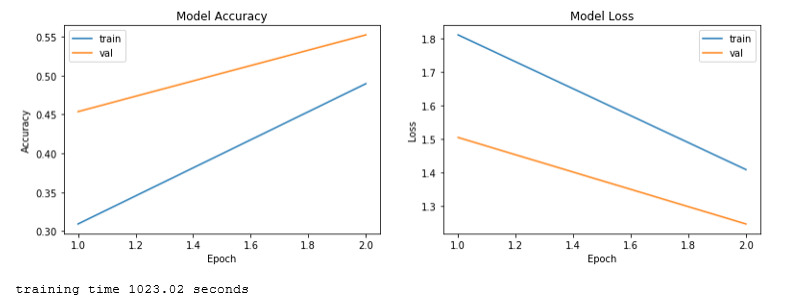 Model Accuracy
train
val
0.55
0.50
0.45
0.40
0.35
0.30
Accuracy
1.0 1.2 1.4 1.6 1.8 2.0
Epoch
Model Loss
train
val
1.8
1.7
1.6
1.5
1.4
1.3
Loss
1.0 1.2 1.4 1.6 1.8 2.0
Epoch
training time 1023.02 seconds